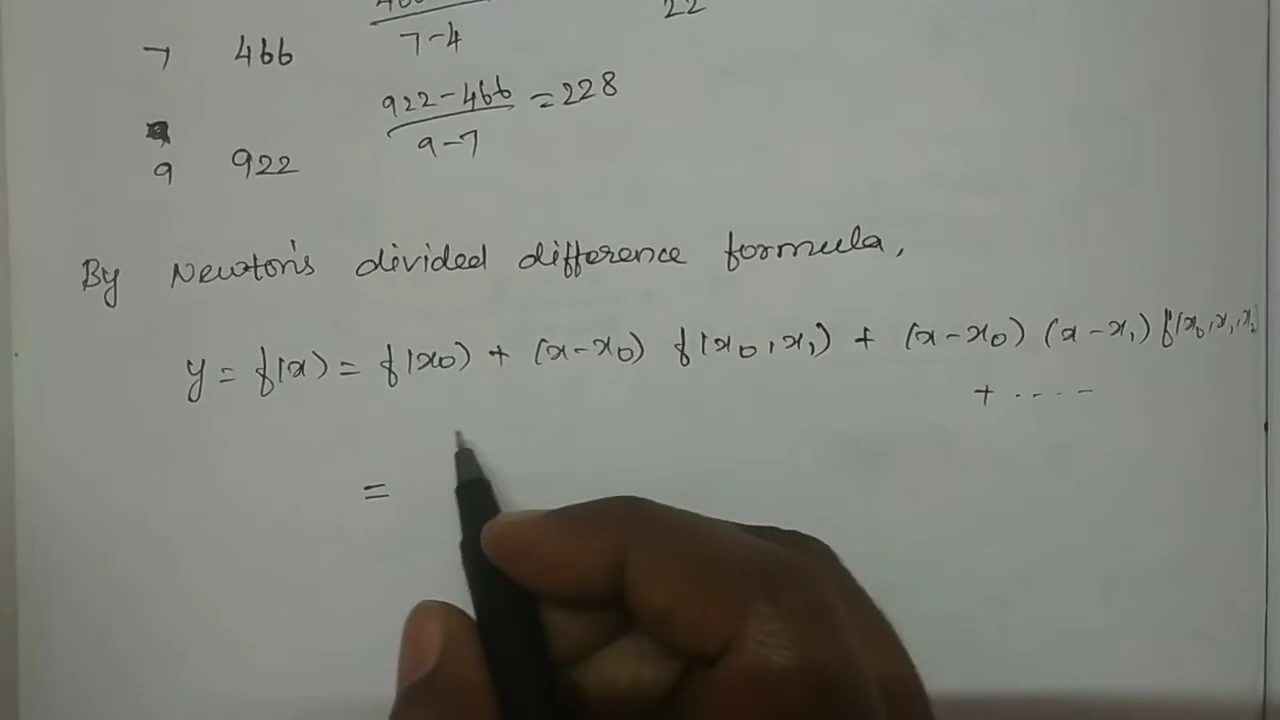 22
7 466 7-4
922-466 = 228
9-7
9 922
By Newton's divided difference formula,
y = f(x) = f(x₀) + (x-x₀) f(x₀,x₁) + (x-x₀) (x-x₁) f(x₀,x₁,x₂)
+ ....
=